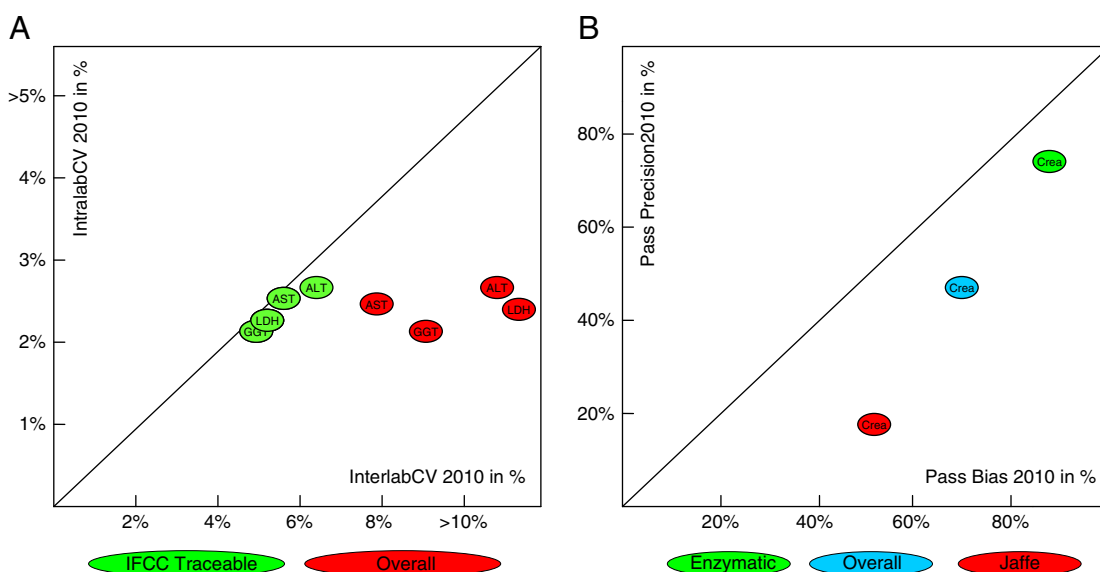 A
IntralabCV 2010 in %
>5%
4%
3%
2%
1%
ALT
AST
LDH
GGT
ALT
LDH
AST
GGT
InterlabCV 2010 in %
2%
4%
6%
8%
>10%
IFCC Traceable
Overall
B
Pass Precision2010 in %
80%
60%
40%
20%
Crea
Crea
Crea
Pass Bias 2010 in %
20%
40%
60%
80%
Enzymatic
Overall
Jaffe